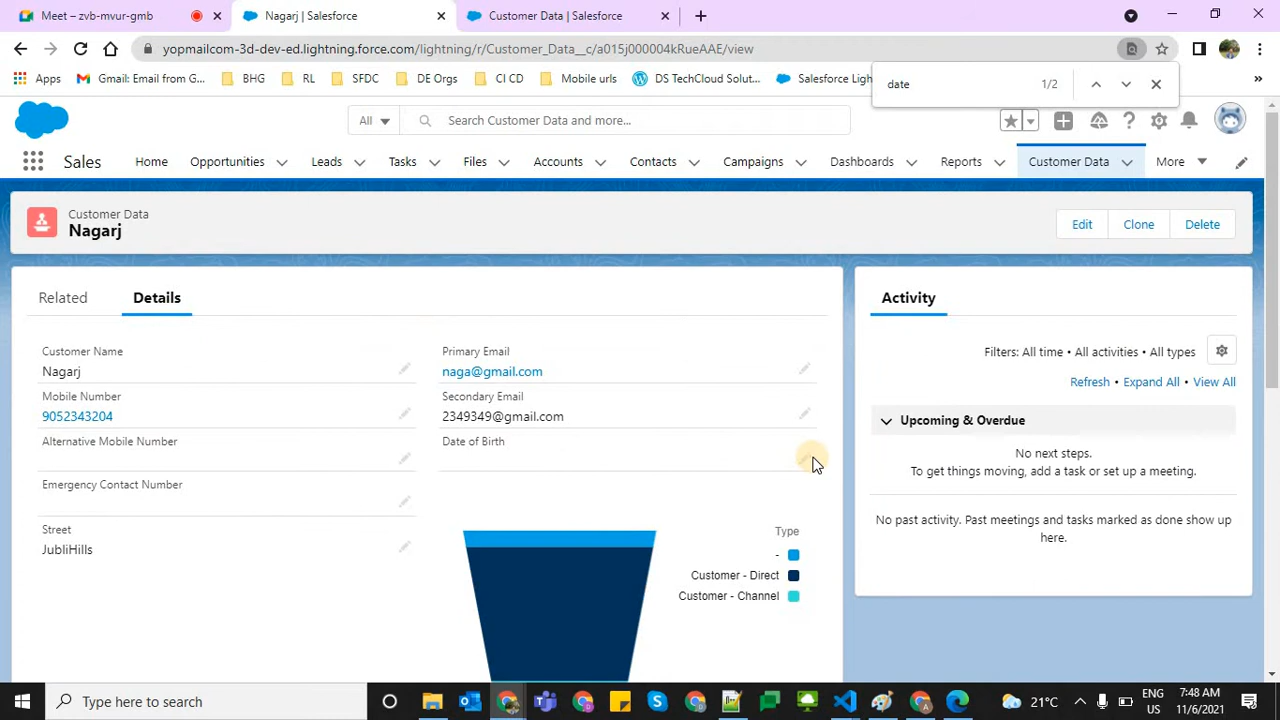 Meet – zvb-mvur-gmb
Nagarj | Salesforce
Customer Data | Salesforce
yopmailcom-3d-dev-ed.lightning.force.com/lightning/r/Customer_Data__c/a015j000004kRueAAE/view
Apps
Gmail: Email from G...
BHG
RL
SFDC
DE Orgs
CI CD
Mobile urls
DS TechCloud Solut...
Salesforce Ligh
»
date
1/2
All
Search Customer Data and more...
Sales
Home
Opportunities
Leads
Tasks
Files
Accounts
Contacts
Campaigns
Dashboards
Reports
Customer Data
More
Customer Data
Nagarj
Edit
Clone
Delete
Related
Details
Customer Name
Nagarj
Primary Email
naga@gmail.com
Mobile Number
9052343204
Secondary Email
2349349@gmail.com
Alternative Mobile Number
Date of Birth
Emergency Contact Number
Street
JubliHills
Type
-
Customer - Direct
Customer - Channel
Activity
Filters: All time • All activities • All types
Refresh • Expand All • View All
Upcoming & Overdue
No next steps.
To get things moving, add a task or set up a meeting.
No past activity. Past meetings and tasks marked as done show up
here.
Type here to search
21°C
ENG
US
7:48 AM
11/6/2021